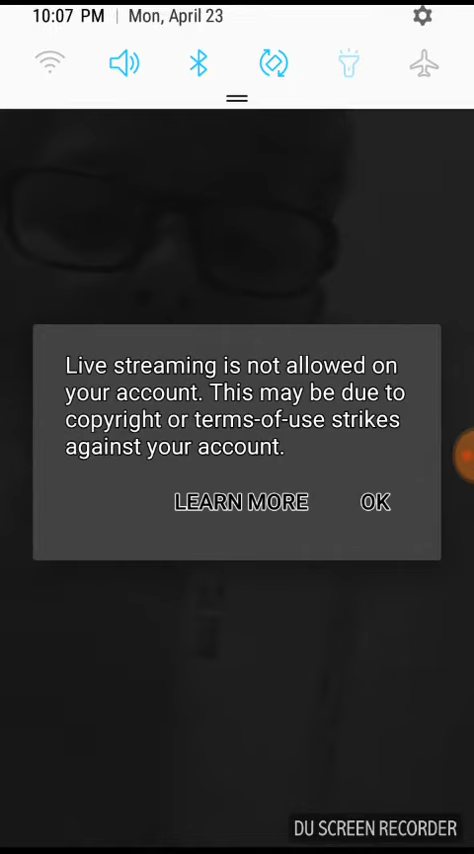 10:07 PM | Mon, April 23
Live streaming is not allowed on
your account. This may be due to
copyright or terms-of-use strikes
against your account.
LEARN MORE OK
DU SCREEN RECORDER